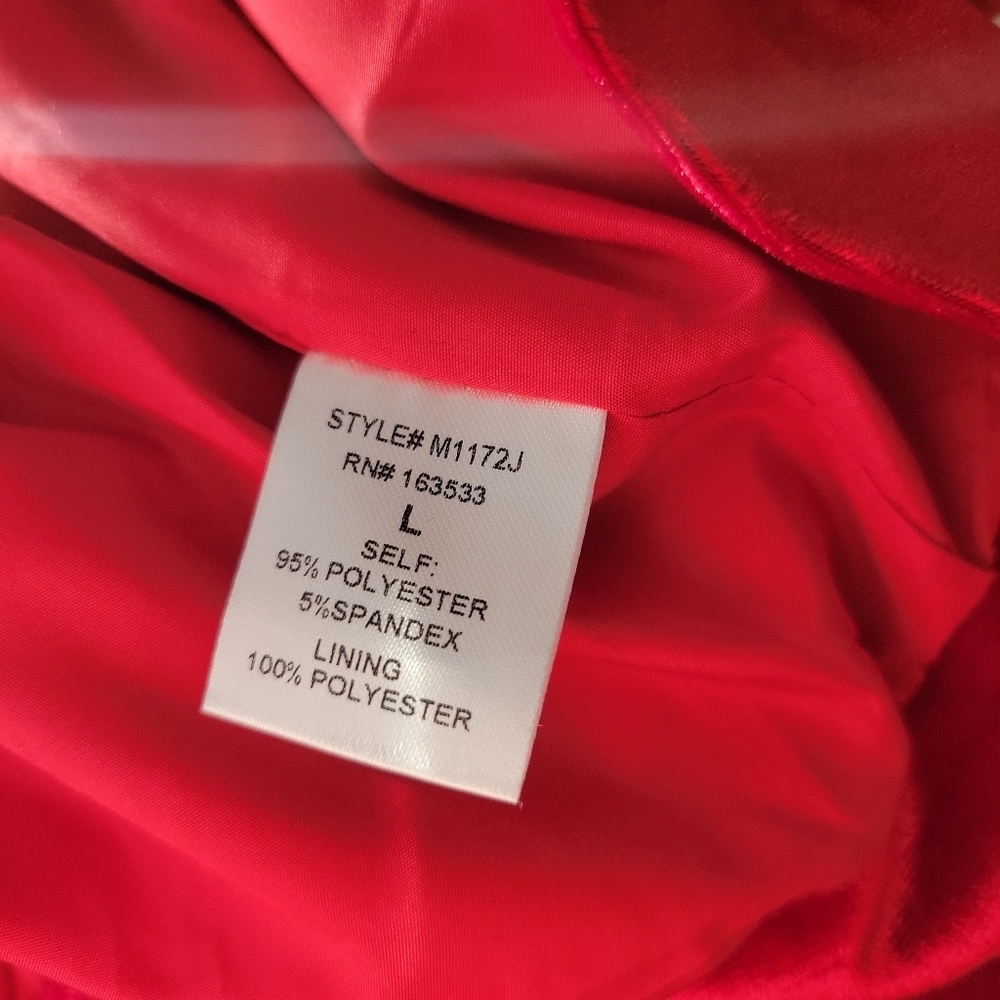 STYLE# M1172J
RN# 163533
L
SELF:
95% POLYESTER
5%SPANDEX
LINING
100% POLYESTER